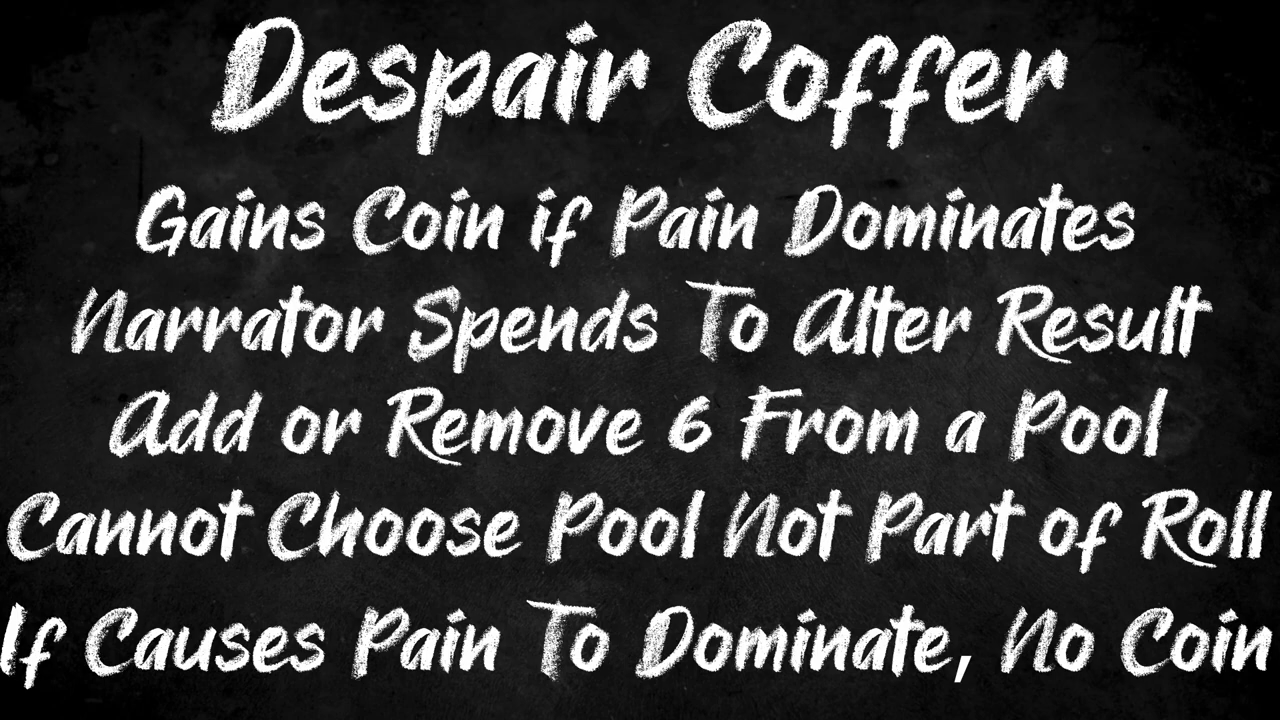 Despair Coffer
Gains Coin if Pain Dominates
Narrator Spends To Alter Result
Add or Remove 6 From a Pool
Cannot Choose Pool Not Part of Roll
If Causes Pain To Dominate, No Coin